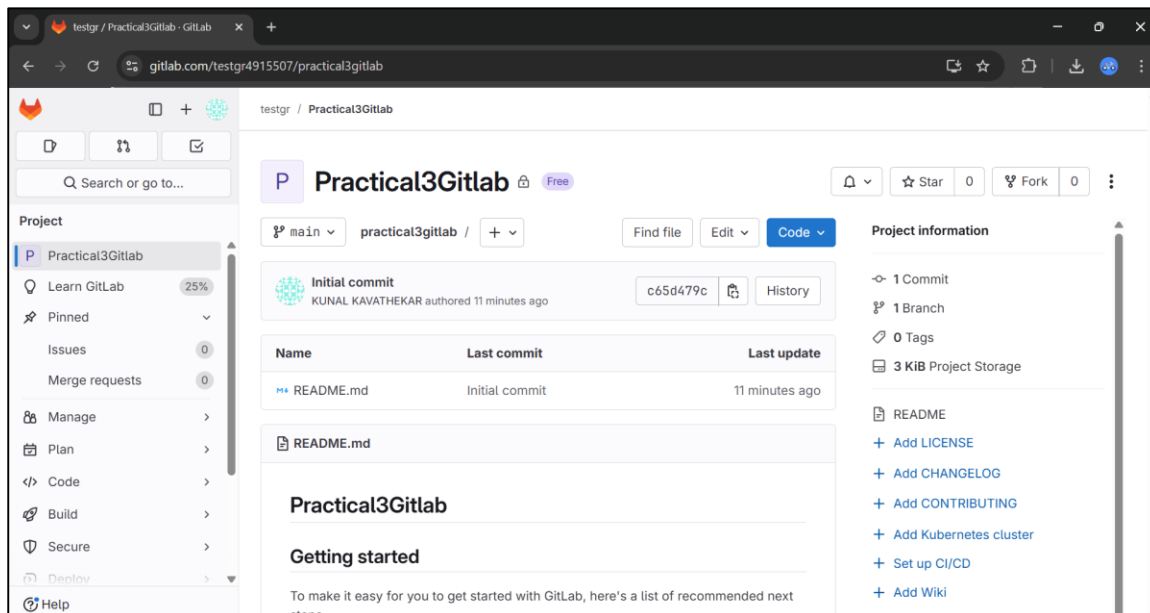 testgr / Practical3Gitlab · GitLab
gitlab.com/testgr4915507/practical3gitlab
Search or go to...
Project
P Practical3Gitlab
Learn GitLab 25%
Pinned
Issues 0
Merge requests 0
Manage
Plan
Code
Build
Secure
Deploy
Help
testgr / Practical3Gitlab
P Practical3Gitlab Free
Star 0 Fork 0
main practical3gitlab / + Find file Edit Code
Initial commit
KUNAL KAVATHEKAR authored 11 minutes ago
c65d479c History
Name Last commit Last update
README.md Initial commit 11 minutes ago
README.md
Practical3Gitlab
Getting started
To make it easy for you to get started with GitLab, here's a list of recommended next
Project information
1 Commit
1 Branch
0 Tags
3 KiB Project Storage
README
+ Add LICENSE
+ Add CHANGELOG
+ Add CONTRIBUTING
+ Add Kubernetes cluster
+ Set up CI/CD
+ Add Wiki